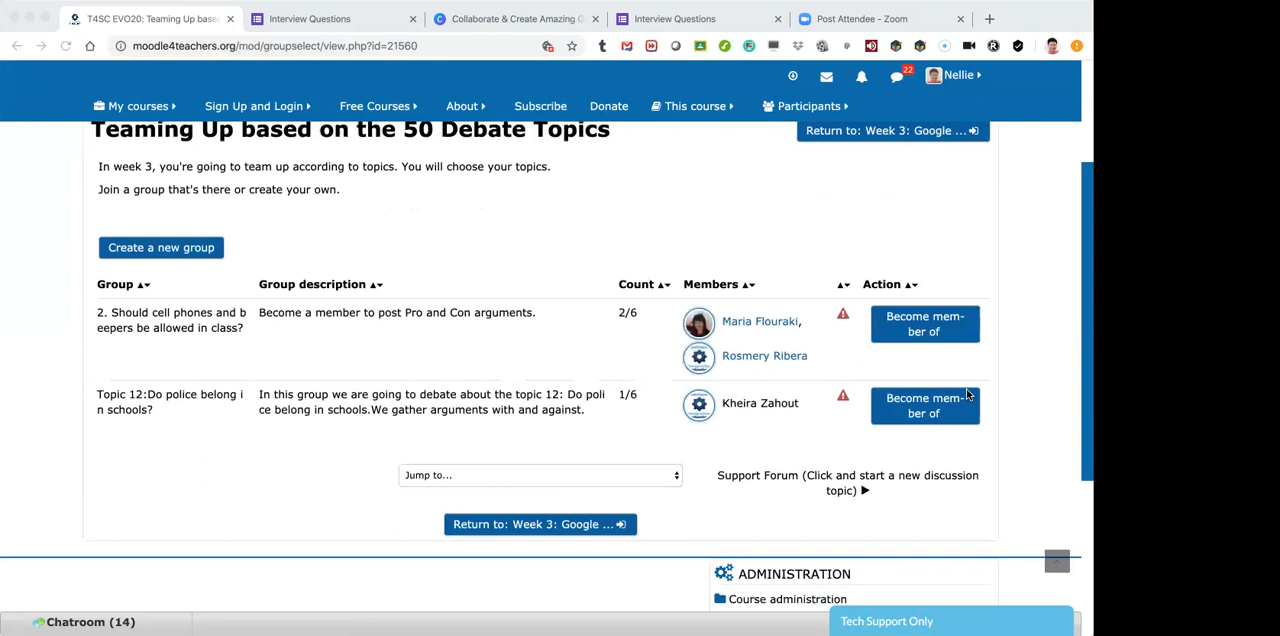 T4SC EVO20: Teaming Up base
Interview Questions
Collaborate & Create Amazing G
Interview Questions
Post Attendee - Zoom
moodle4teachers.org/mod/groupselect/view.php?id=21560
22
Nellie
My courses
Sign Up and Login
Free Courses
About
Subscribe
Donate
This course
Participants
Teaming Up based on the 50 Debate Topics
Return to: Week 3: Google ...
In week 3, you're going to team up according to topics. You will choose your topics.
Join a group that's there or create your own.
Create a new group
Group
Group description
Count
Members
Action
2. Should cell phones and b
eepers be allowed in class?
Become a member to post Pro and Con arguments.
2/6
Maria Flouraki,
Rosmery Ribera
Become mem-
ber of
Topic 12:Do police belong i
n schools?
In this group we are going to debate about the topic 12: Do poli
ce belong in schools.We gather arguments with and against.
1/6
Kheira Zahout
Become mem-
ber of
Jump to...
Support Forum (Click and start a new discussion
topic) ►
Return to: Week 3: Google ...
ADMINISTRATION
Course administration
Chatroom (14)
Tech Support Only